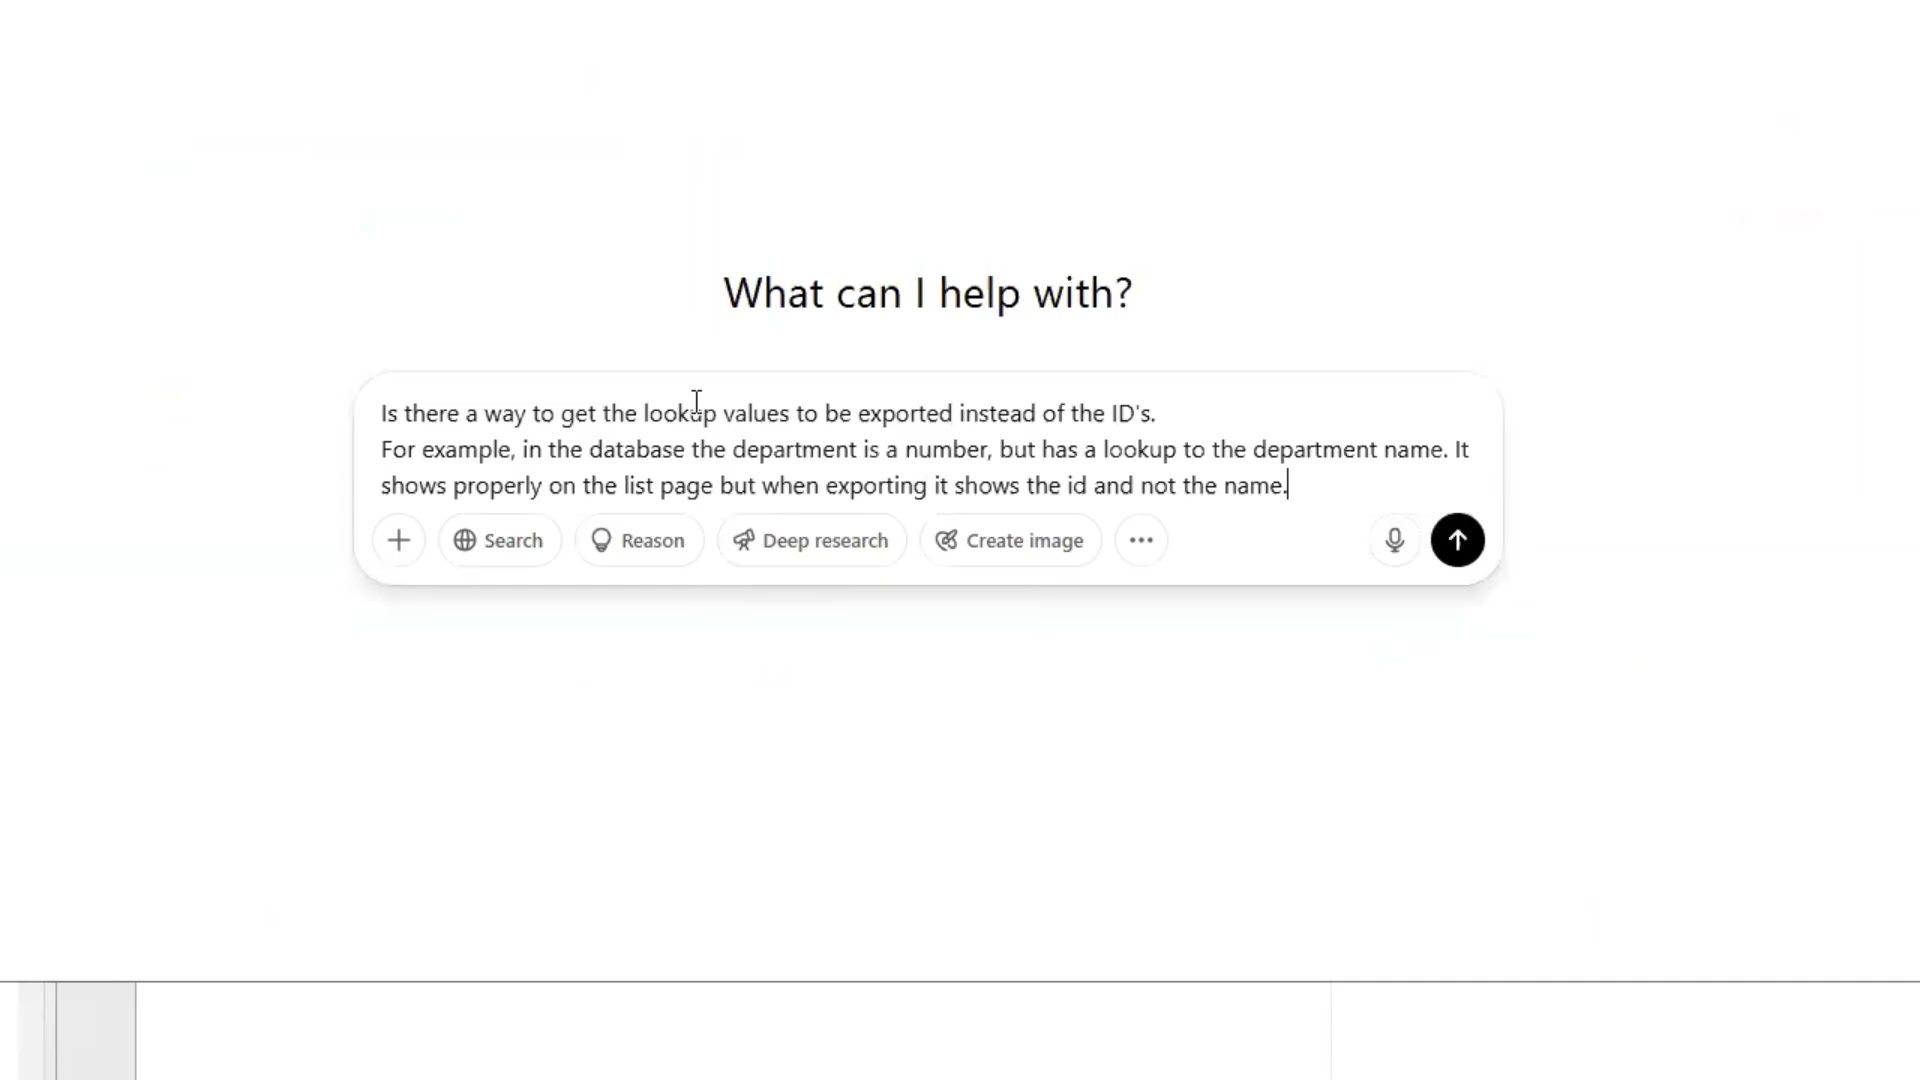 What can I help with?
Is there a way to get the lookup values to be exported instead of the ID's.
For example, in the database the department is a number, but has a lookup to the department name. It
shows properly on the list page but when exporting it shows the id and not the name.
Search
Reason
Deep research
Create image